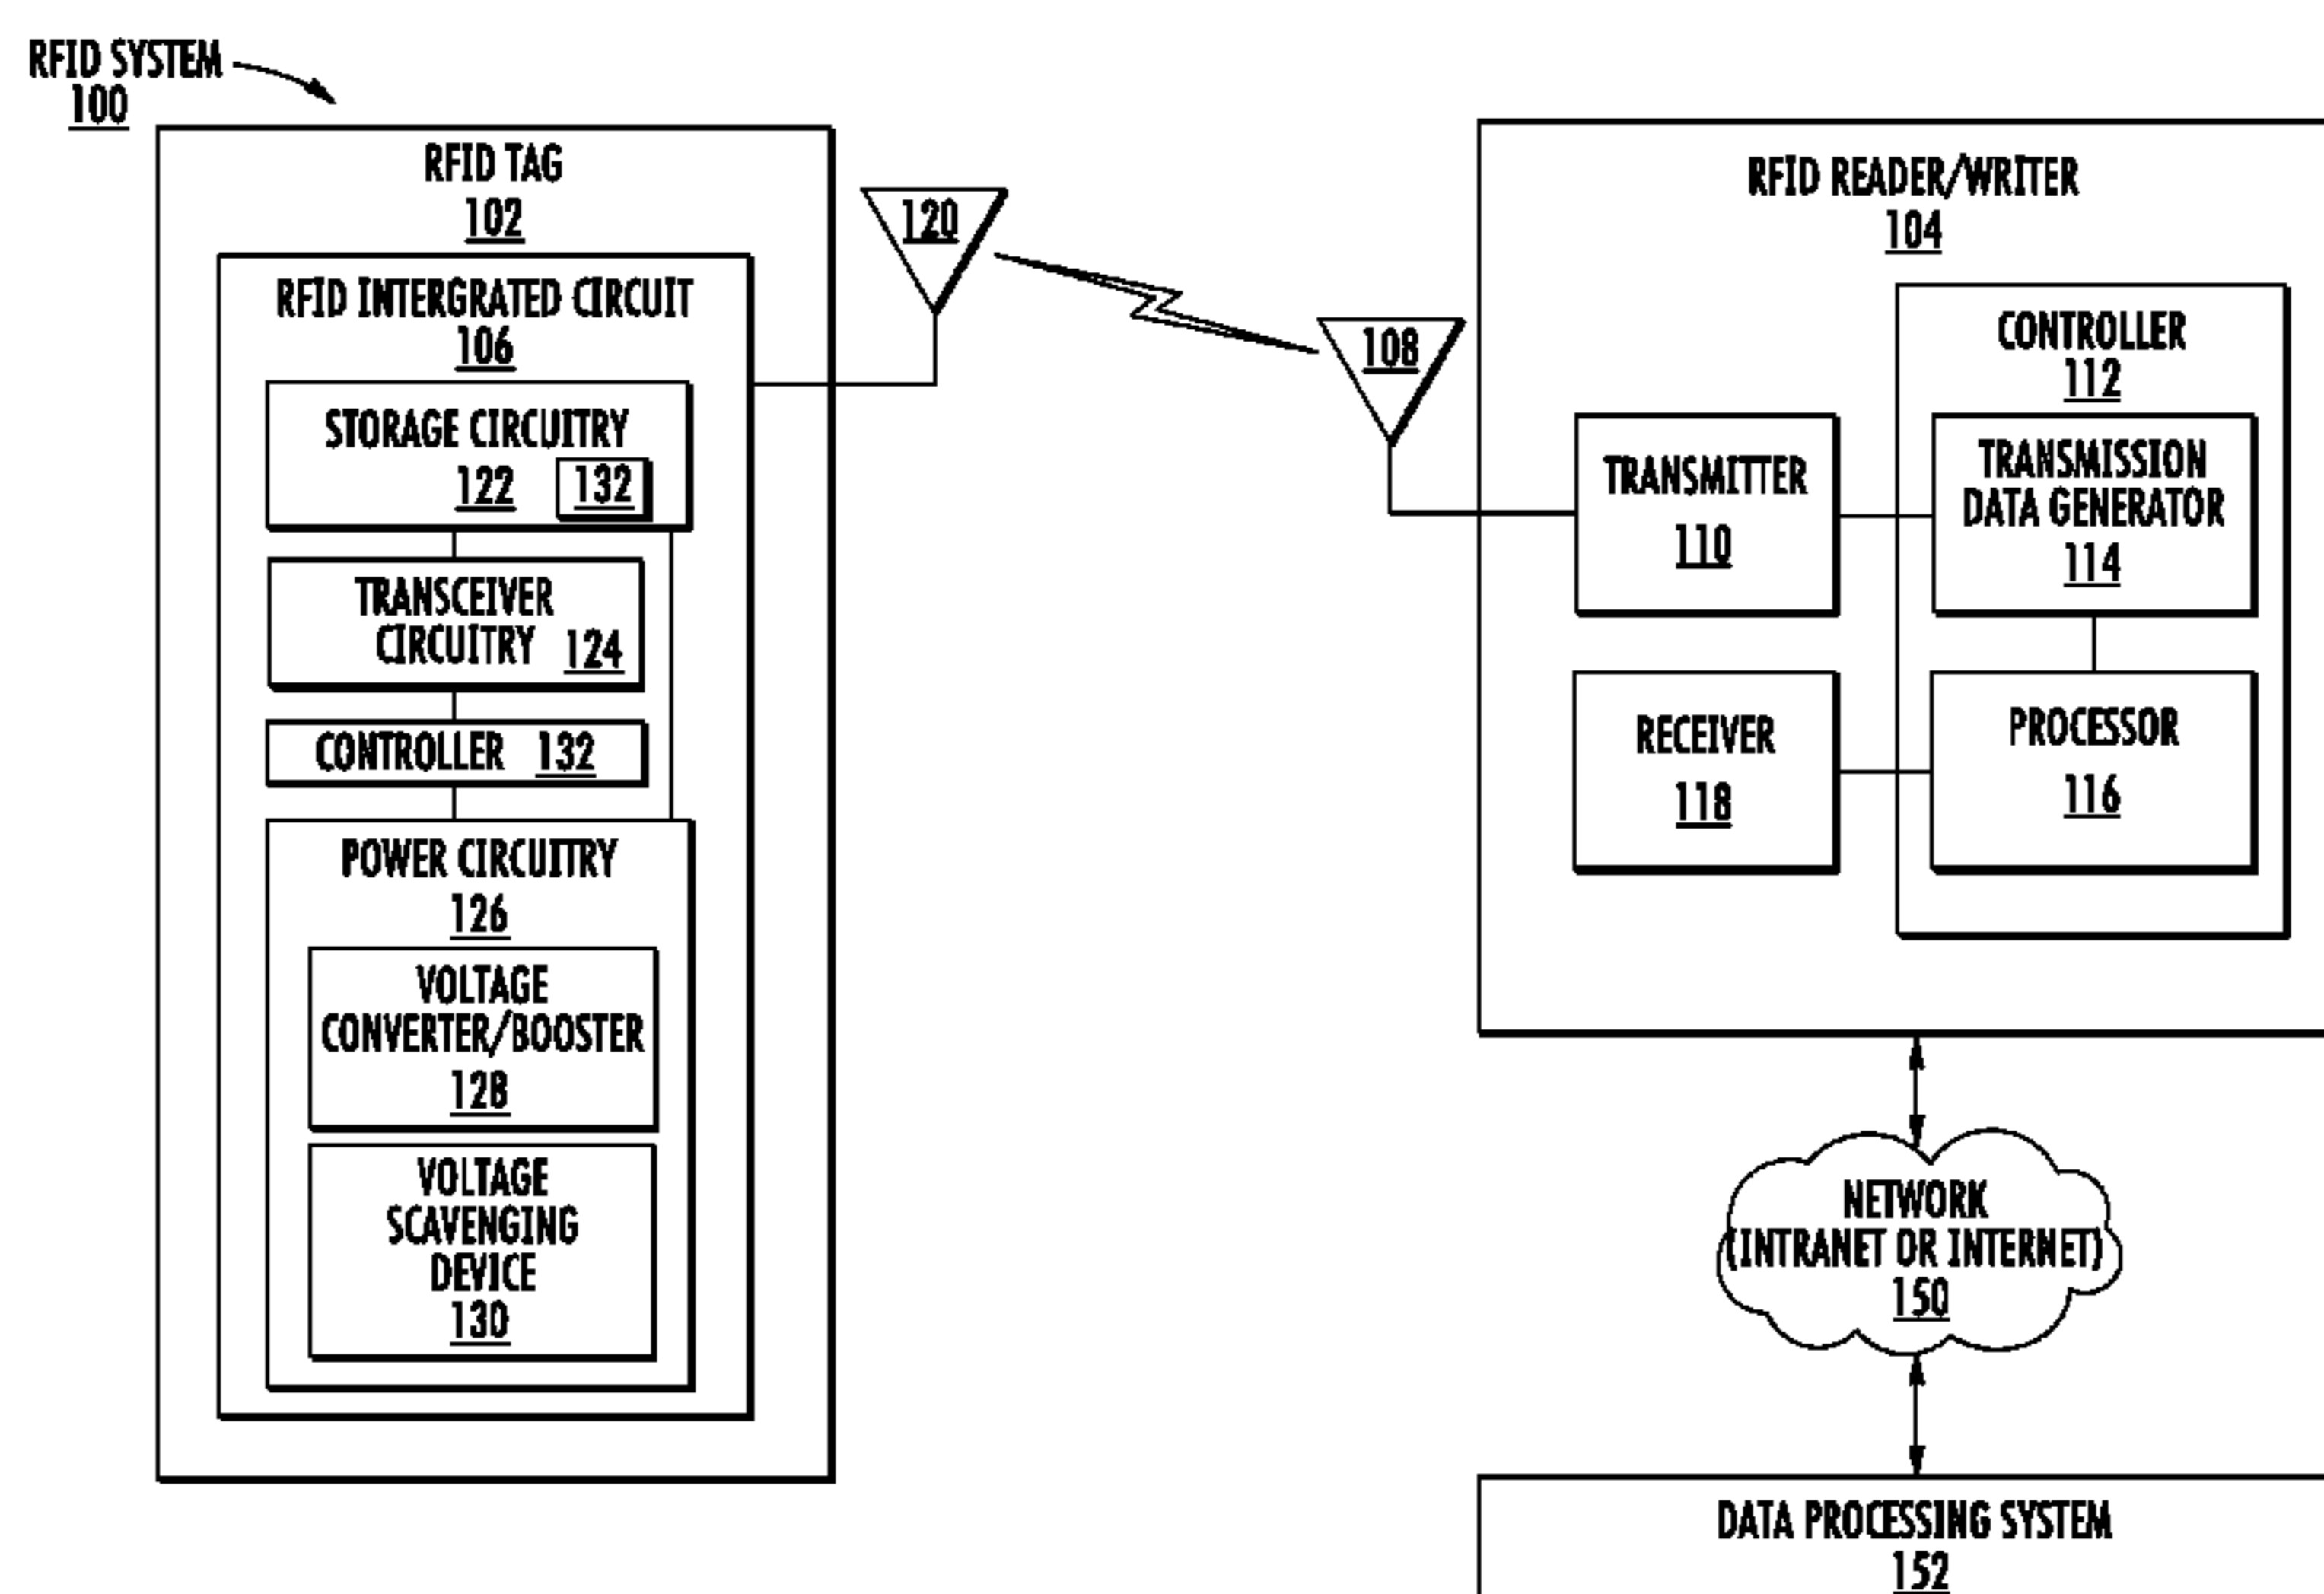 RFID SYSTEM
100
RFID TAG
102
RFID INTERGRATED CIRCUIT
106
STORAGE CIRCUITRY
122 132
TRANSCEIVER
CIRCUITRY 124
CONTROLLER 132
POWER CIRCUITRY
126
VOLTAGE
CONVERTER/BOOSTER
128
VOLTAGE
SCAVENGING
DEVICE
130
120
108
RFID READER/WRITER
104
TRANSMITTER
110
CONTROLLER
112
TRANSMISSION
DATA GENERATOR
114
RECEIVER
118
PROCESSOR
116
NETWORK
(INTRANET OR INTERNET)
150
DATA PROCESSING SYSTEM
152